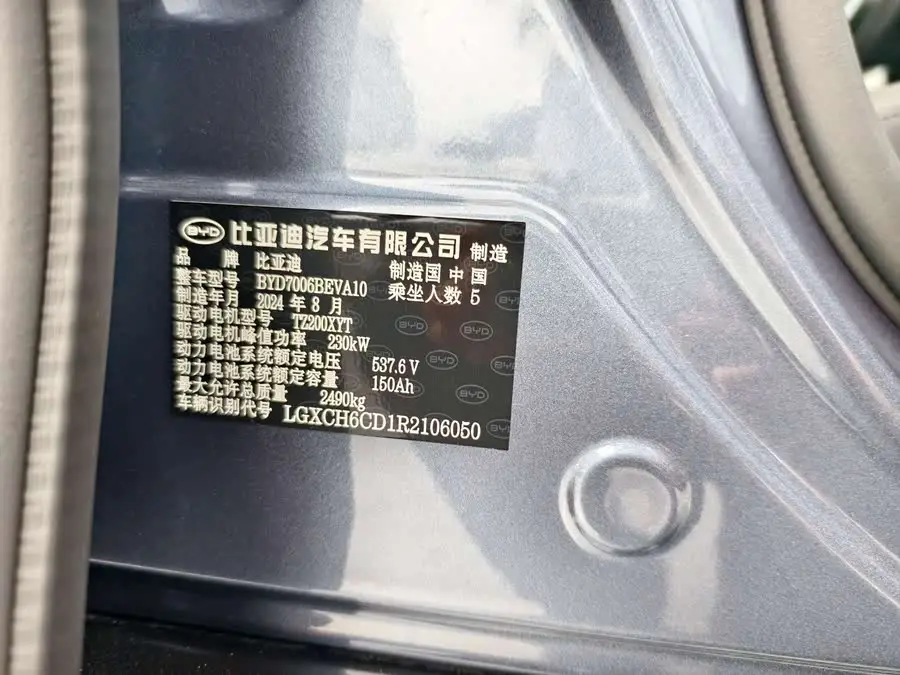 BYD 比亚迪汽车有限公司 制造
品 牌 比亚迪 制造国 中 国
整车型号 BYD7006BEVA10 乘坐人数 5
制造年月 2024 年 8 月
驱动电机型号 TZ200XYT
驱动电机峰值功率 230kW
动力电池系统额定电压 537.6 V
动力电池系统额定容量 150Ah
最大允许总质量 2490kg
车辆识别代号 LGXCH6CD1R2106050